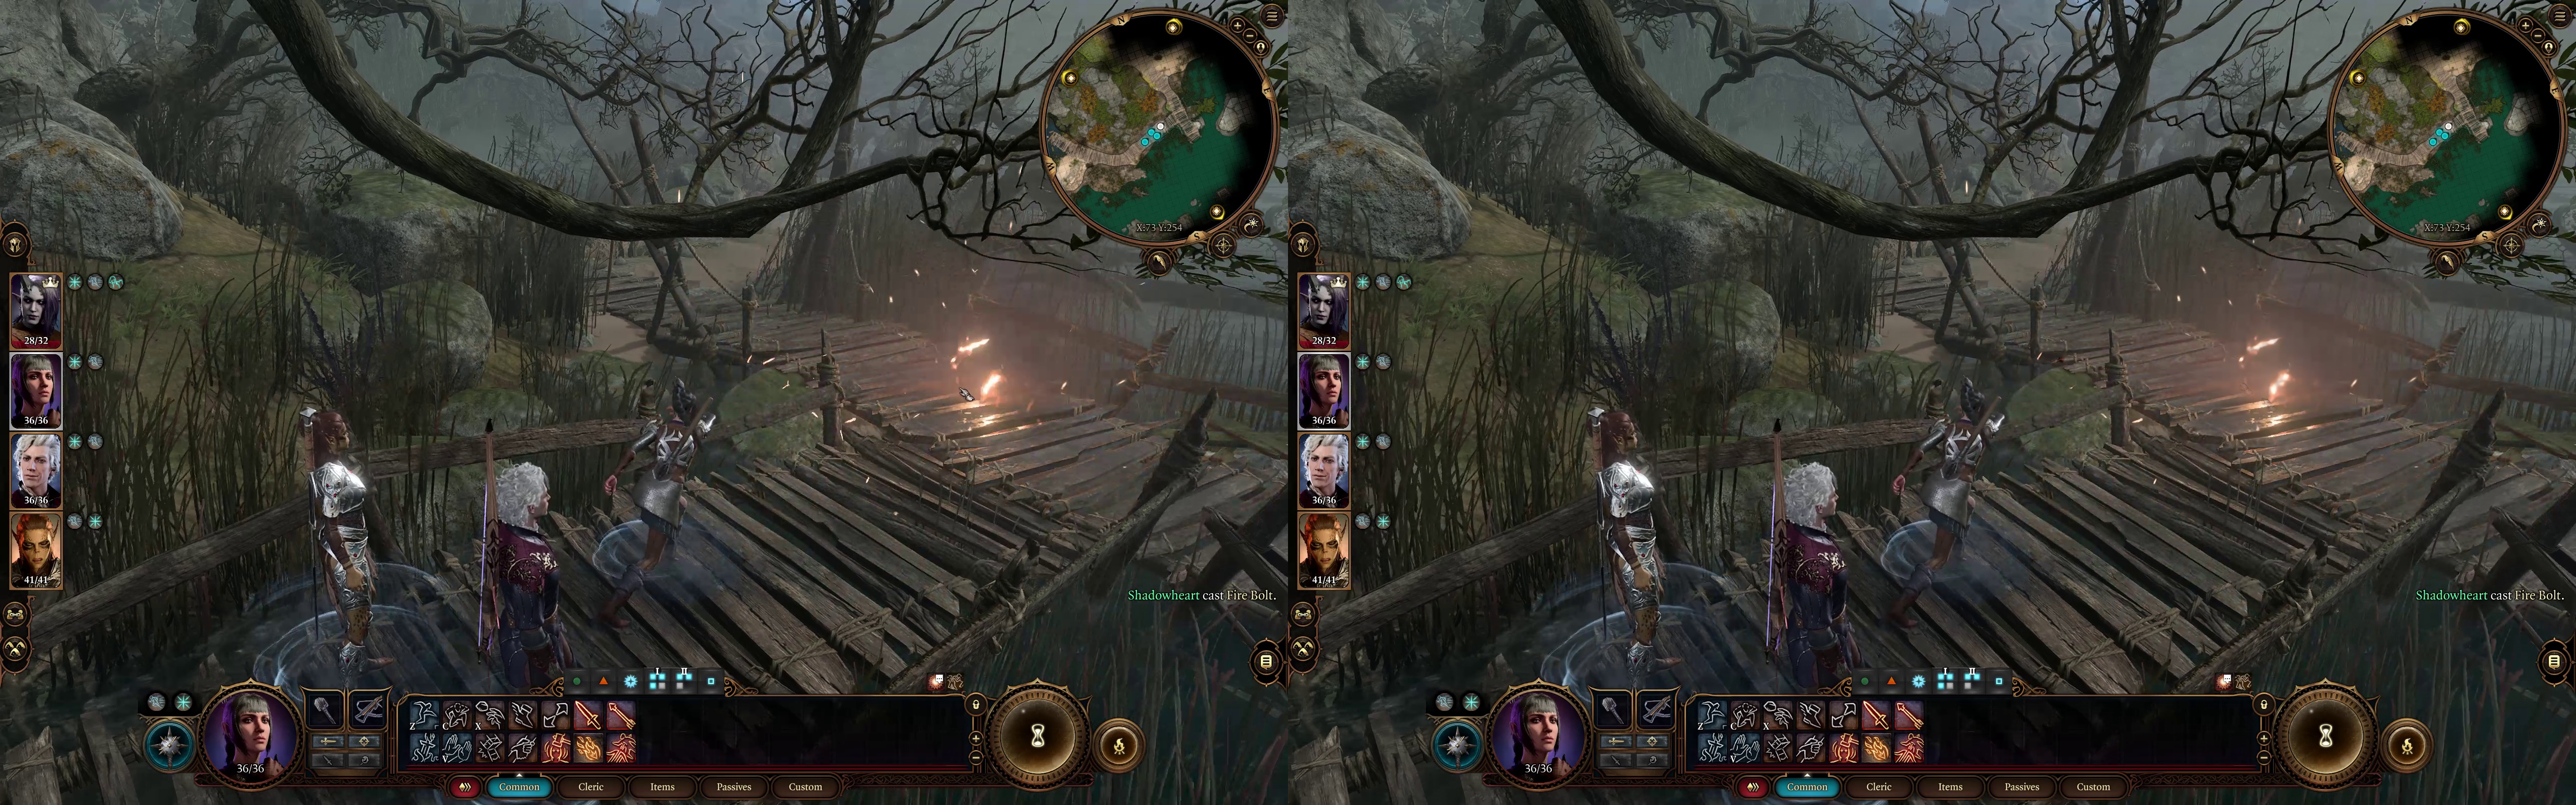 N
X:73 Y:254
S
28/32
36/36
36/36
41/41
Shadowheart cast Fire Bolt.
I II
Z C X
V
36/36
Common Cleric Items Passives Custom
N
X:73 Y:254
S
28/32
36/36
36/36
41/41
Shadowheart cast Fire Bolt.
I II
Z C X
V
36/36
Common Cleric Items Passives Custom